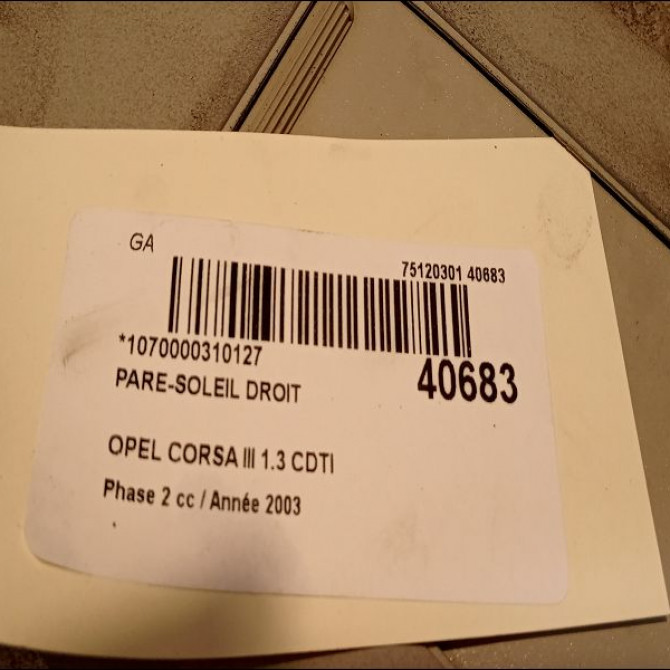 GA
75120301 40683
*1070000310127
40683
PARE-SOLEIL DROIT
OPEL CORSA III 1.3 CDTI
Phase 2 cc / Année 2003